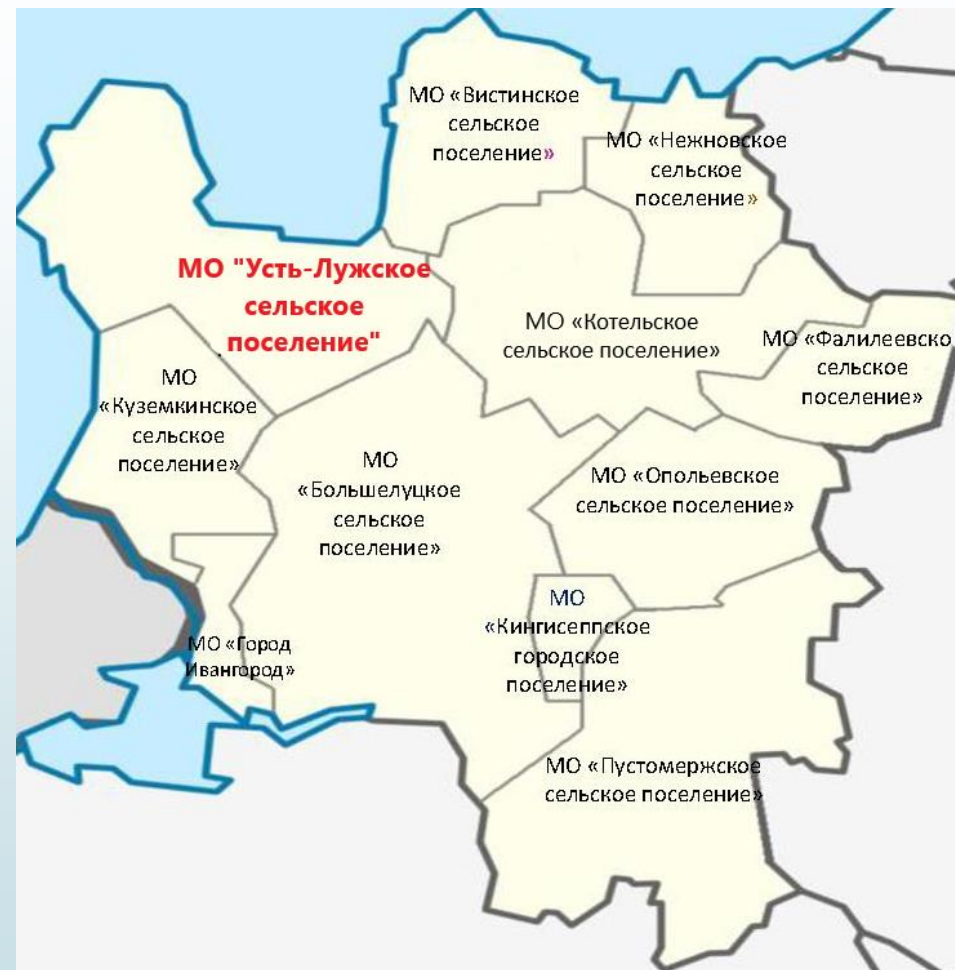 МО «Вистинское
сельское
поселение»
МО «Нежновское
сельское
поселение»
МО "Усть-Лужское
сельское
поселение"
МО «Котельское
сельское поселение»
МО «Фалилеевско
сельское
поселение»
МО
«Куземкинское
сельское
поселение»
МО
«Большелуцкое
сельское
поселение»
МО «Опольевское
сельское поселение»
МО
«Кингисеппское
городское
поселение»
МО «Город
Ивангород»
МО «Пустомержское
сельское поселение»